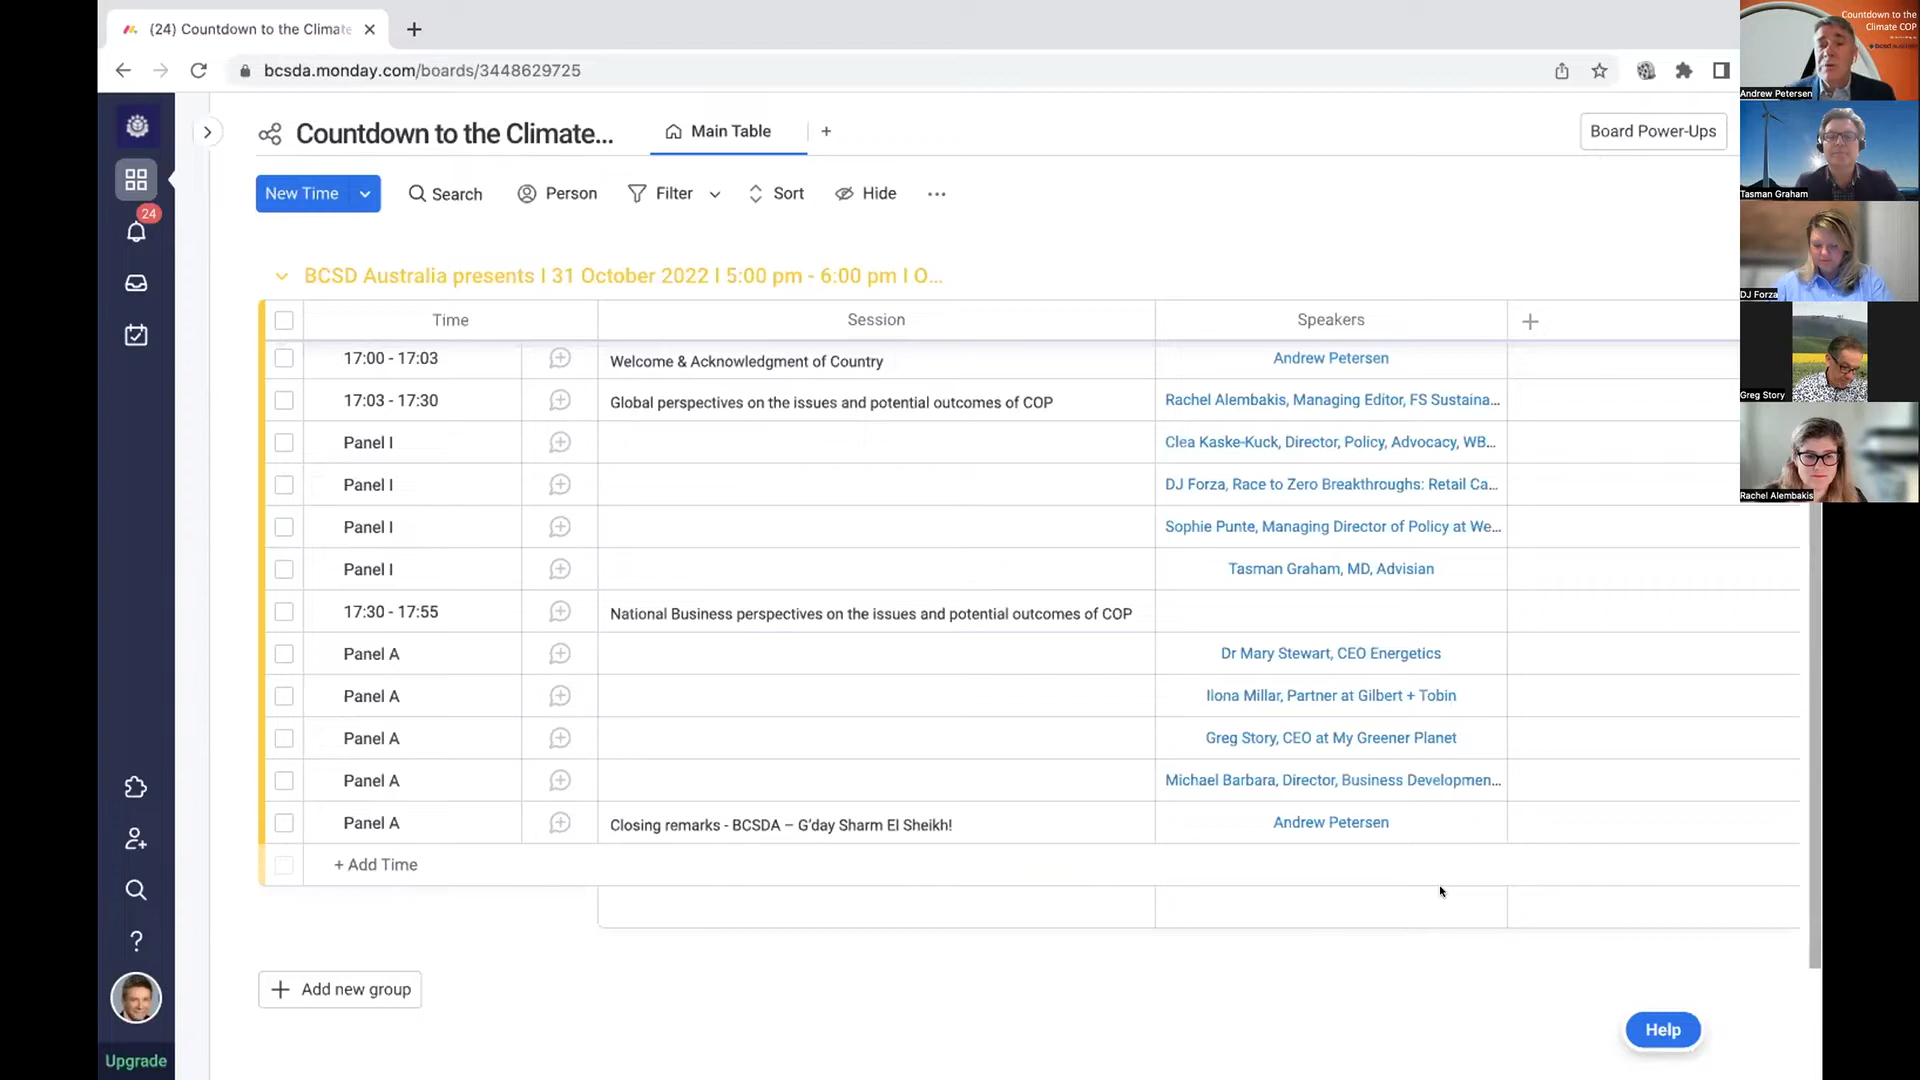 (24) Countdown to the Climate
bcsda.monday.com/boards/3448629725
Countdown to the Climate...
Main Table
Board Power-Ups
New Time
Search
Person
Filter
Sort
Hide
24
BCSD Australia presents I 31 October 2022 I 5:00 pm - 6:00 pm I O...
Time
Session
Speakers
17:00 - 17:03
Welcome & Acknowledgment of Country
Andrew Petersen
17:03 - 17:30
Global perspectives on the issues and potential outcomes of COP
Rachel Alembakis, Managing Editor, FS Sustaina...
Panel I
Clea Kaske-Kuck, Director, Policy, Advocacy, WB...
Panel I
DJ Forza, Race to Zero Breakthroughs: Retail Ca...
Panel I
Sophie Punte, Managing Director of Policy at We...
Panel I
Tasman Graham, MD, Advisian
17:30 - 17:55
National Business perspectives on the issues and potential outcomes of COP
Panel A
Dr Mary Stewart, CEO Energetics
Panel A
Ilona Millar, Partner at Gilbert + Tobin
Panel A
Greg Story, CEO at My Greener Planet
Panel A
Michael Barbara, Director, Business Developmen...
Panel A
Closing remarks - BCSDA – G'day Sharm El Sheikh!
Andrew Petersen
+ Add Time
Add new group
Help
Upgrade
Countdown to the
Climate COP
bcsd australia
Andrew Petersen
Tasman Graham
DJ Forza
Greg Story
Rachel Alembakis